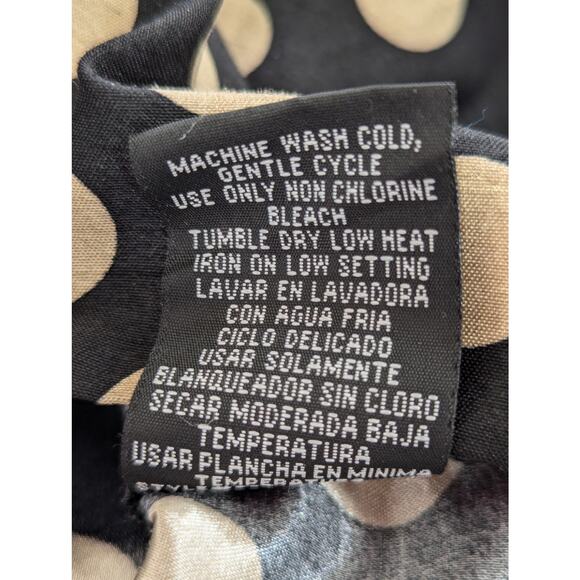 MACHINE WASH COLD,
GENTLE CYCLE
USE ONLY NON CHLORINE
BLEACH
TUMBLE DRY LOW HEAT
IRON ON LOW SETTING
LAVAR EN LAVADORA
CON AGUA FRIA
CICLO DELICADO
USAR SOLAMENTE
BLANQUEADOR SIN CLORO
SECAR MODERADA BAJA
TEMPERATURA
USAR PLANCHA EN MINIMA
TEMPERATURA
STYLE